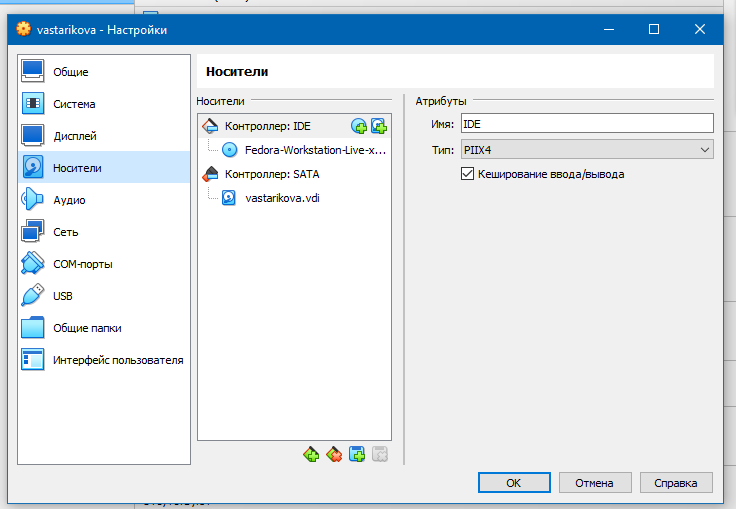 vastarikova - Настройки
Общие
Система
Дисплей
Носители
Аудио
Сеть
COM-порты
USB
Общие папки
Интерфейс пользователя
Носители
Носители
Контроллер: IDE
Fedora-Workstation-Live-x...
Контроллер: SATA
vastarikova.vdi
Атрибуты
Имя: IDE
Тип: PIIX4
Кеширование ввода/вывода
OK
Отмена
Справка